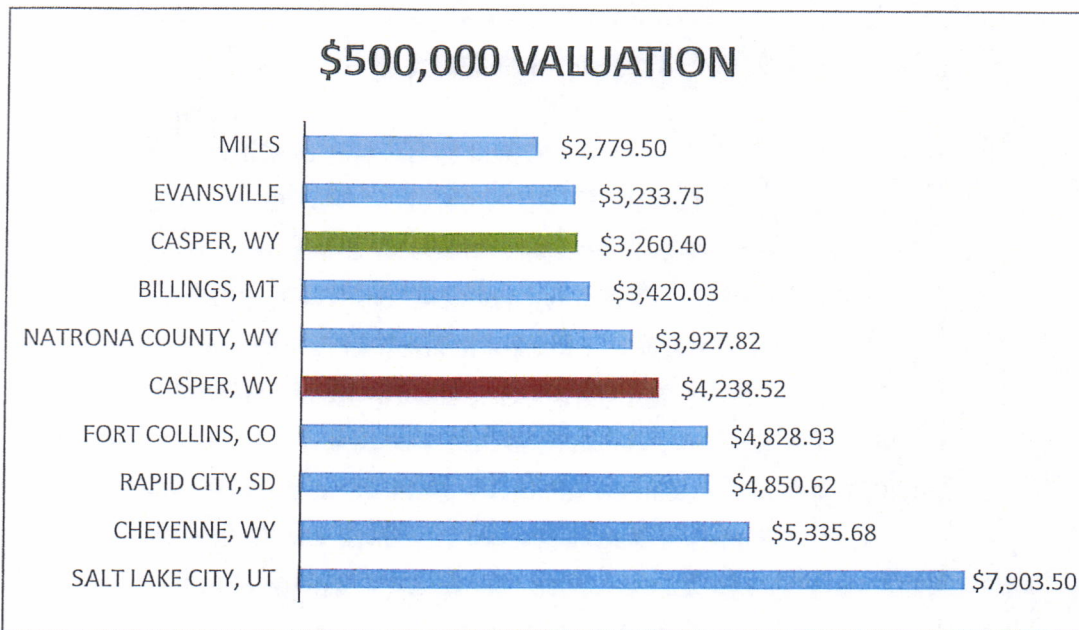 $500,000 VALUATION
MILLS $2,779.50
EVANSVILLE $3,233.75
CASPER, WY $3,260.40
BILLINGS, MT $3,420.03
NATRONA COUNTY, WY $3,927.82
CASPER, WY $4,238.52
FORT COLLINS, CO $4,828.93
RAPID CITY, SD $4,850.62
CHEYENNE, WY $5,335.68
SALT LAKE CITY, UT $7,903.50